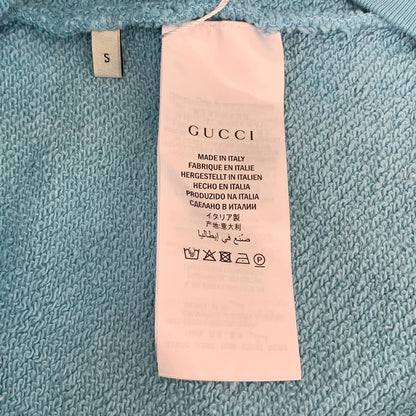 S
GUCCI
MADE IN ITALY
FABRIQUE EN ITALIE
HERGESTELLT IN ITALIEN
HECHO EN ITALIA
PRODUZIDO NA ITALIA
СДЕЛАНО В ИТАЛИИ
イタリア製
产地:意大利
صنع في إيطاليا